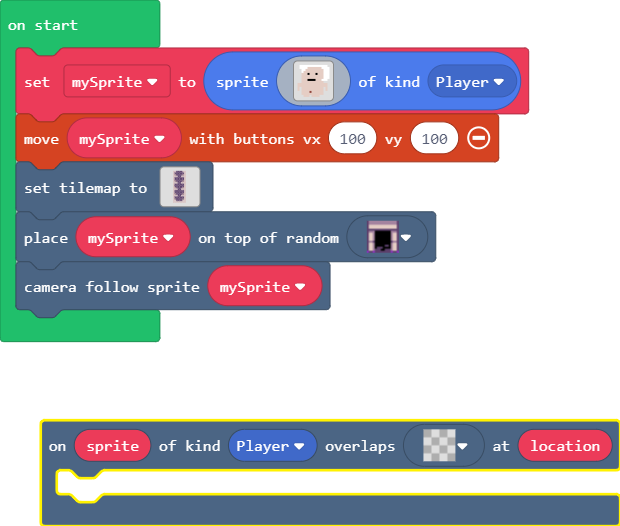 on start
set mySprite to sprite of kind Player
move mySprite with buttons vx 100 vy 100
set tilemap to
place mySprite on top of random
camera follow sprite mySprite
on sprite of kind Player overlaps at location